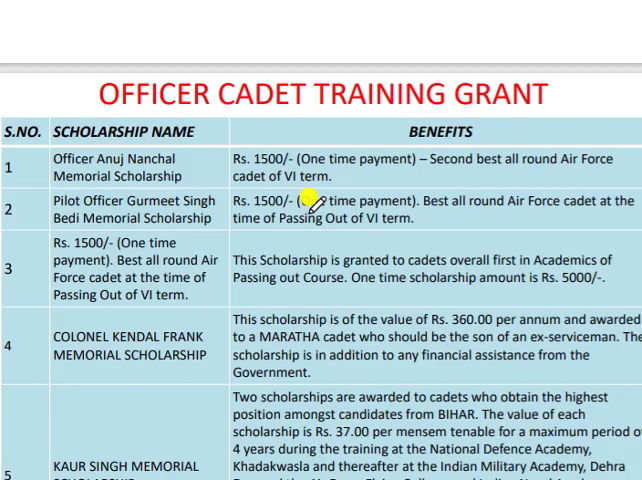 OFFICER CADET TRAINING GRANT
S.NO. SCHOLARSHIP NAME BENEFITS
1 Officer Anuj Nanchal
Memorial Scholarship
Rs. 1500/- (One time payment) – Second best all round Air Force
cadet of VI term.
2 Pilot Officer Gurmeet Singh
Bedi Memorial Scholarship
Rs. 1500/- ( time payment). Best all round Air Force cadet at the
time of Passing Out of VI term.
3 Rs. 1500/- (One time
payment). Best all round Air
Force cadet at the time of
Passing Out of VI term.
This Scholarship is granted to cadets overall first in Academics of
Passing out Course. One time scholarship amount is Rs. 5000/-.
4 COLONEL KENDAL FRANK
MEMORIAL SCHOLARSHIP
This scholarship is of the value of Rs. 360.00 per annum and awarded
to a MARATHA cadet who should be the son of an ex-serviceman. The
scholarship is in addition to any financial assistance from the
Government.
5 KAUR SINGH MEMORIAL
Two scholarships are awarded to cadets who obtain the highest
position amongst candidates from BIHAR. The value of each
scholarship is Rs. 37.00 per mensem tenable for a maximum period of
4 years during the training at the National Defence Academy,
Khadakwasla and thereafter at the Indian Military Academy, Dehra